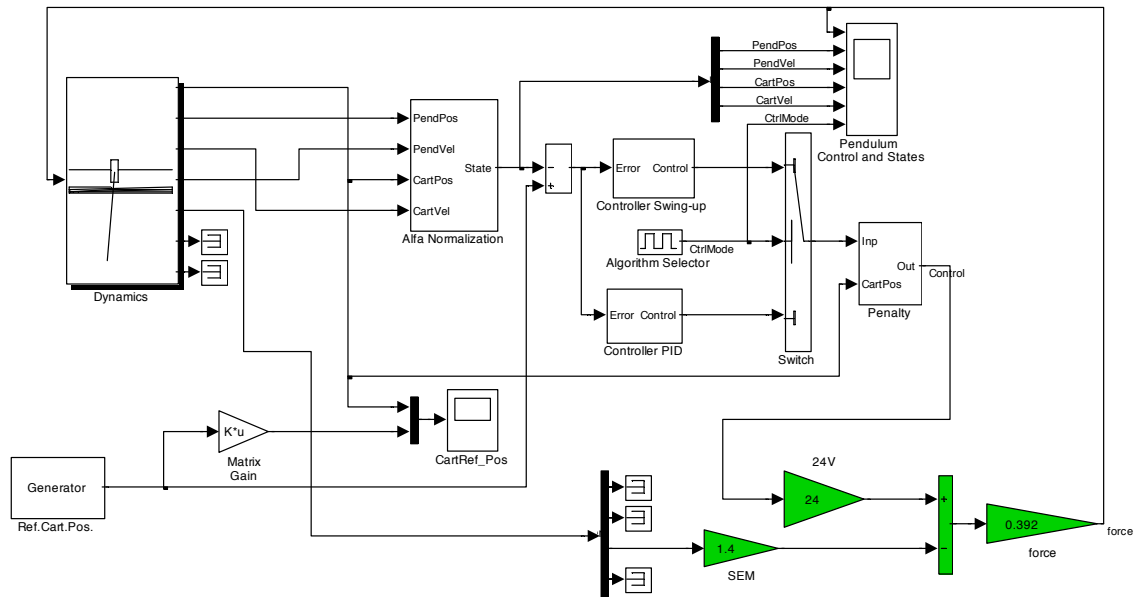 PendPos
PendVel
CartPos
CartVel
CtrlMode
Pendulum
Control and States
PendPos
PendVel
CartPos
CartVel
State
Alfa Normalization
-
+
Error Control
Controller Swing-up
CtrlMode
Algorithm Selector
Error Control
Controller PID
Switch
Inp
Out
CartPos
Control
Penalty
Dynamics
K*u
Matrix
Gain
CartRef_Pos
Generator
Ref.Cart.Pos.
24V
24
1.4
SEM
+
-
0.392
force
force